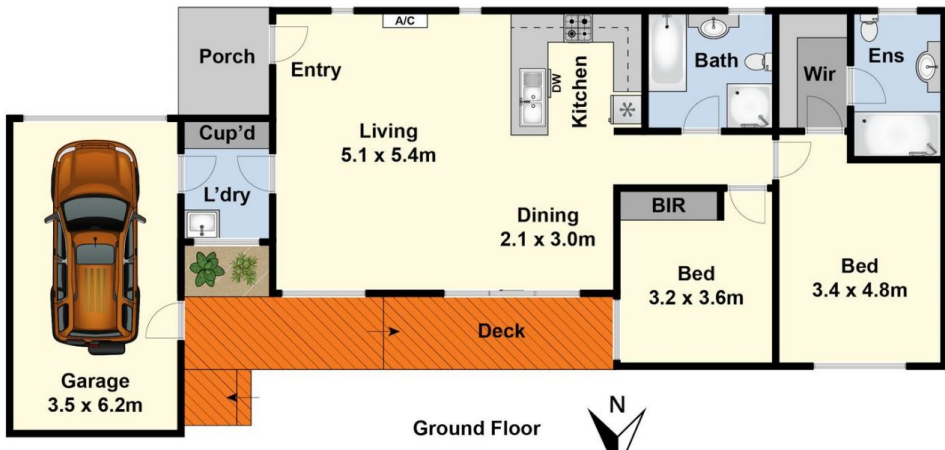 A/C
Porch
Entry
Kitchen
DW
Bath
Wir
Ens
Cup'd
Living
5.1 x 5.4m
L'dry
BIR
Dining
2.1 x 3.0m
Bed
3.2 x 3.6m
Bed
3.4 x 4.8m
Deck
Garage
3.5 x 6.2m
Ground Floor
N